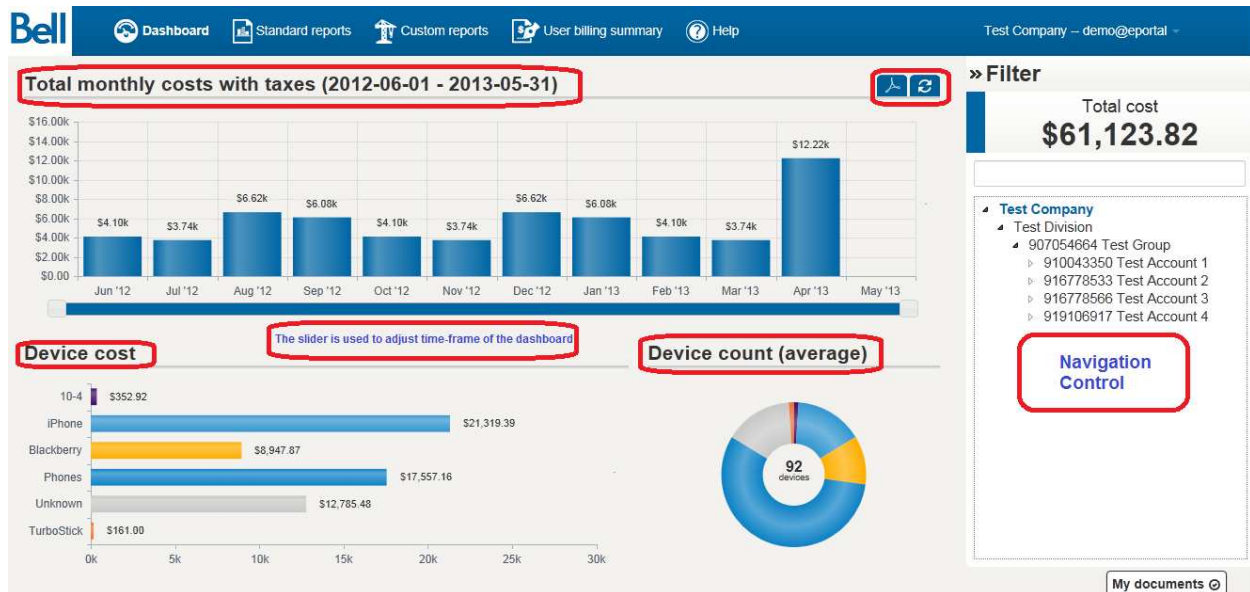 Bell
Dashboard
Standard reports
Custom reports
User billing summary
Help
Test Company – demo@eportal
Total monthly costs with taxes (2012-06-01 - 2013-05-31)
$16.00k
$14.00k
$12.00k
$10.00k
$8.00k
$6.00k
$4.00k
$2.00k
$0.00
$4.10k
$3.74k
$6.62k
$6.08k
$4.10k
$3.74k
$6.62k
$6.08k
$4.10k
$3.74k
$12.22k
Jun '12
Jul '12
Aug '12
Sep '12
Oct '12
Nov '12
Dec '12
Jan '13
Feb '13
Mar '13
Apr '13
May '13
The slider is used to adjust time-frame of the dashboard
Device cost
10-4 $352.92
iPhone $21,319.39
Blackberry $8,947.87
Phones $17,557.16
Unknown $12,785.48
TurboStick $161.00
0k 5k 10k 15k 20k 25k 30k
Device count (average)
92
devices
» Filter
Total cost
$61,123.82
Test Company
Test Division
907054664 Test Group
910043350 Test Account 1
916778533 Test Account 2
916778566 Test Account 3
919106917 Test Account 4
Navigation
Control
My documents